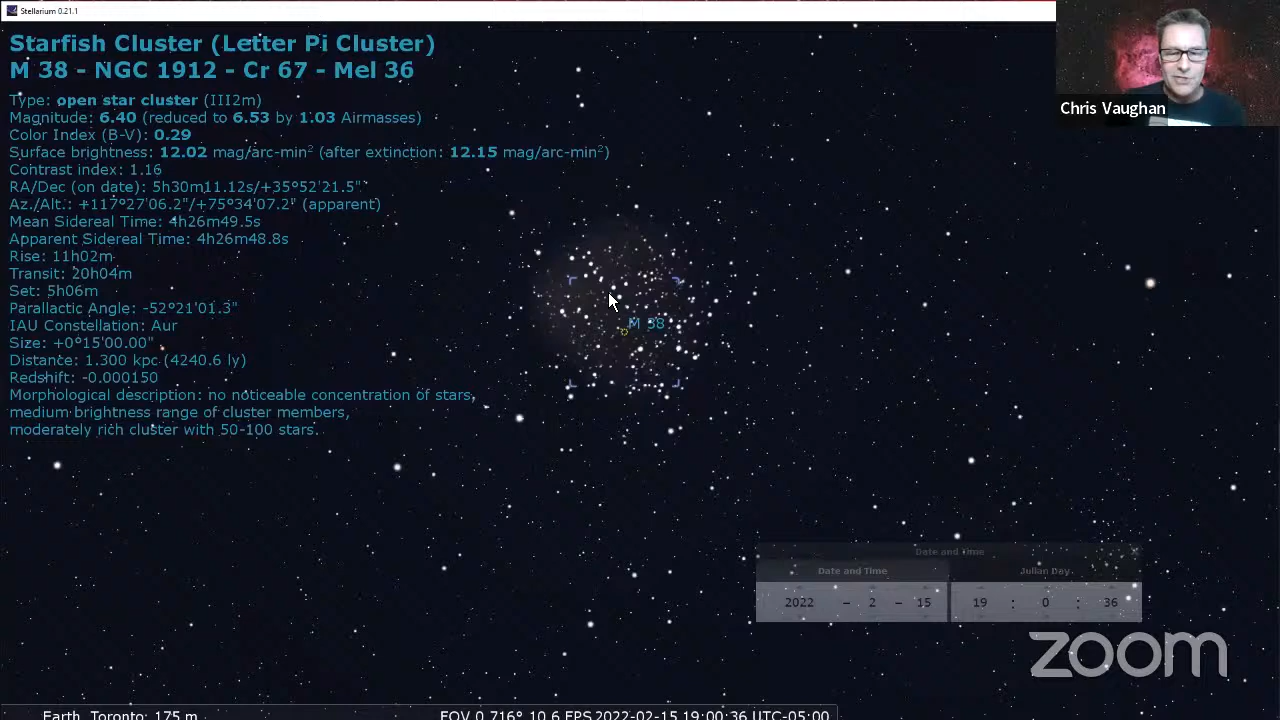 Stellarium 0.21.1
Starfish Cluster (Letter Pi Cluster)
M 38 - NGC 1912 - Cr 67 - Mel 36
Type: open star cluster (III2m)
Magnitude: 6.40 (reduced to 6.53 by 1.03 Airmasses)
Color Index (B-V): 0.29
Surface brightness: 12.02 mag/arc-min² (after extinction: 12.15 mag/arc-min²)
Contrast index: 1.16
RA/Dec (on date): 5h30m11.12s/+35°52'21.5"
Az./Alt.: +117°27'06.2"/+75°34'07.2" (apparent)
Mean Sidereal Time: 4h26m49.5s
Apparent Sidereal Time: 4h26m48.8s
Rise: 11h02m
Transit: 20h04m
Set: 5h06m
Parallactic Angle: -52°21'01.3"
IAU Constellation: Aur
Size: +0°15'00.00"
Distance: 1.300 kpc (4240.6 ly)
Redshift: -0.000150
Morphological description: no noticeable concentration of stars,
medium brightness range of cluster members,
moderately rich cluster with 50-100 stars.
Chris Vaughan
M 38
Date and Time
Date and Time Julian Day
2022 - 2 - 15 19 : 0 : 36
zoom
Earth, Toronto, 175 m FOV 0.716° 10.6 FPS 2022-02-15 19:00:36 UTC-05:00